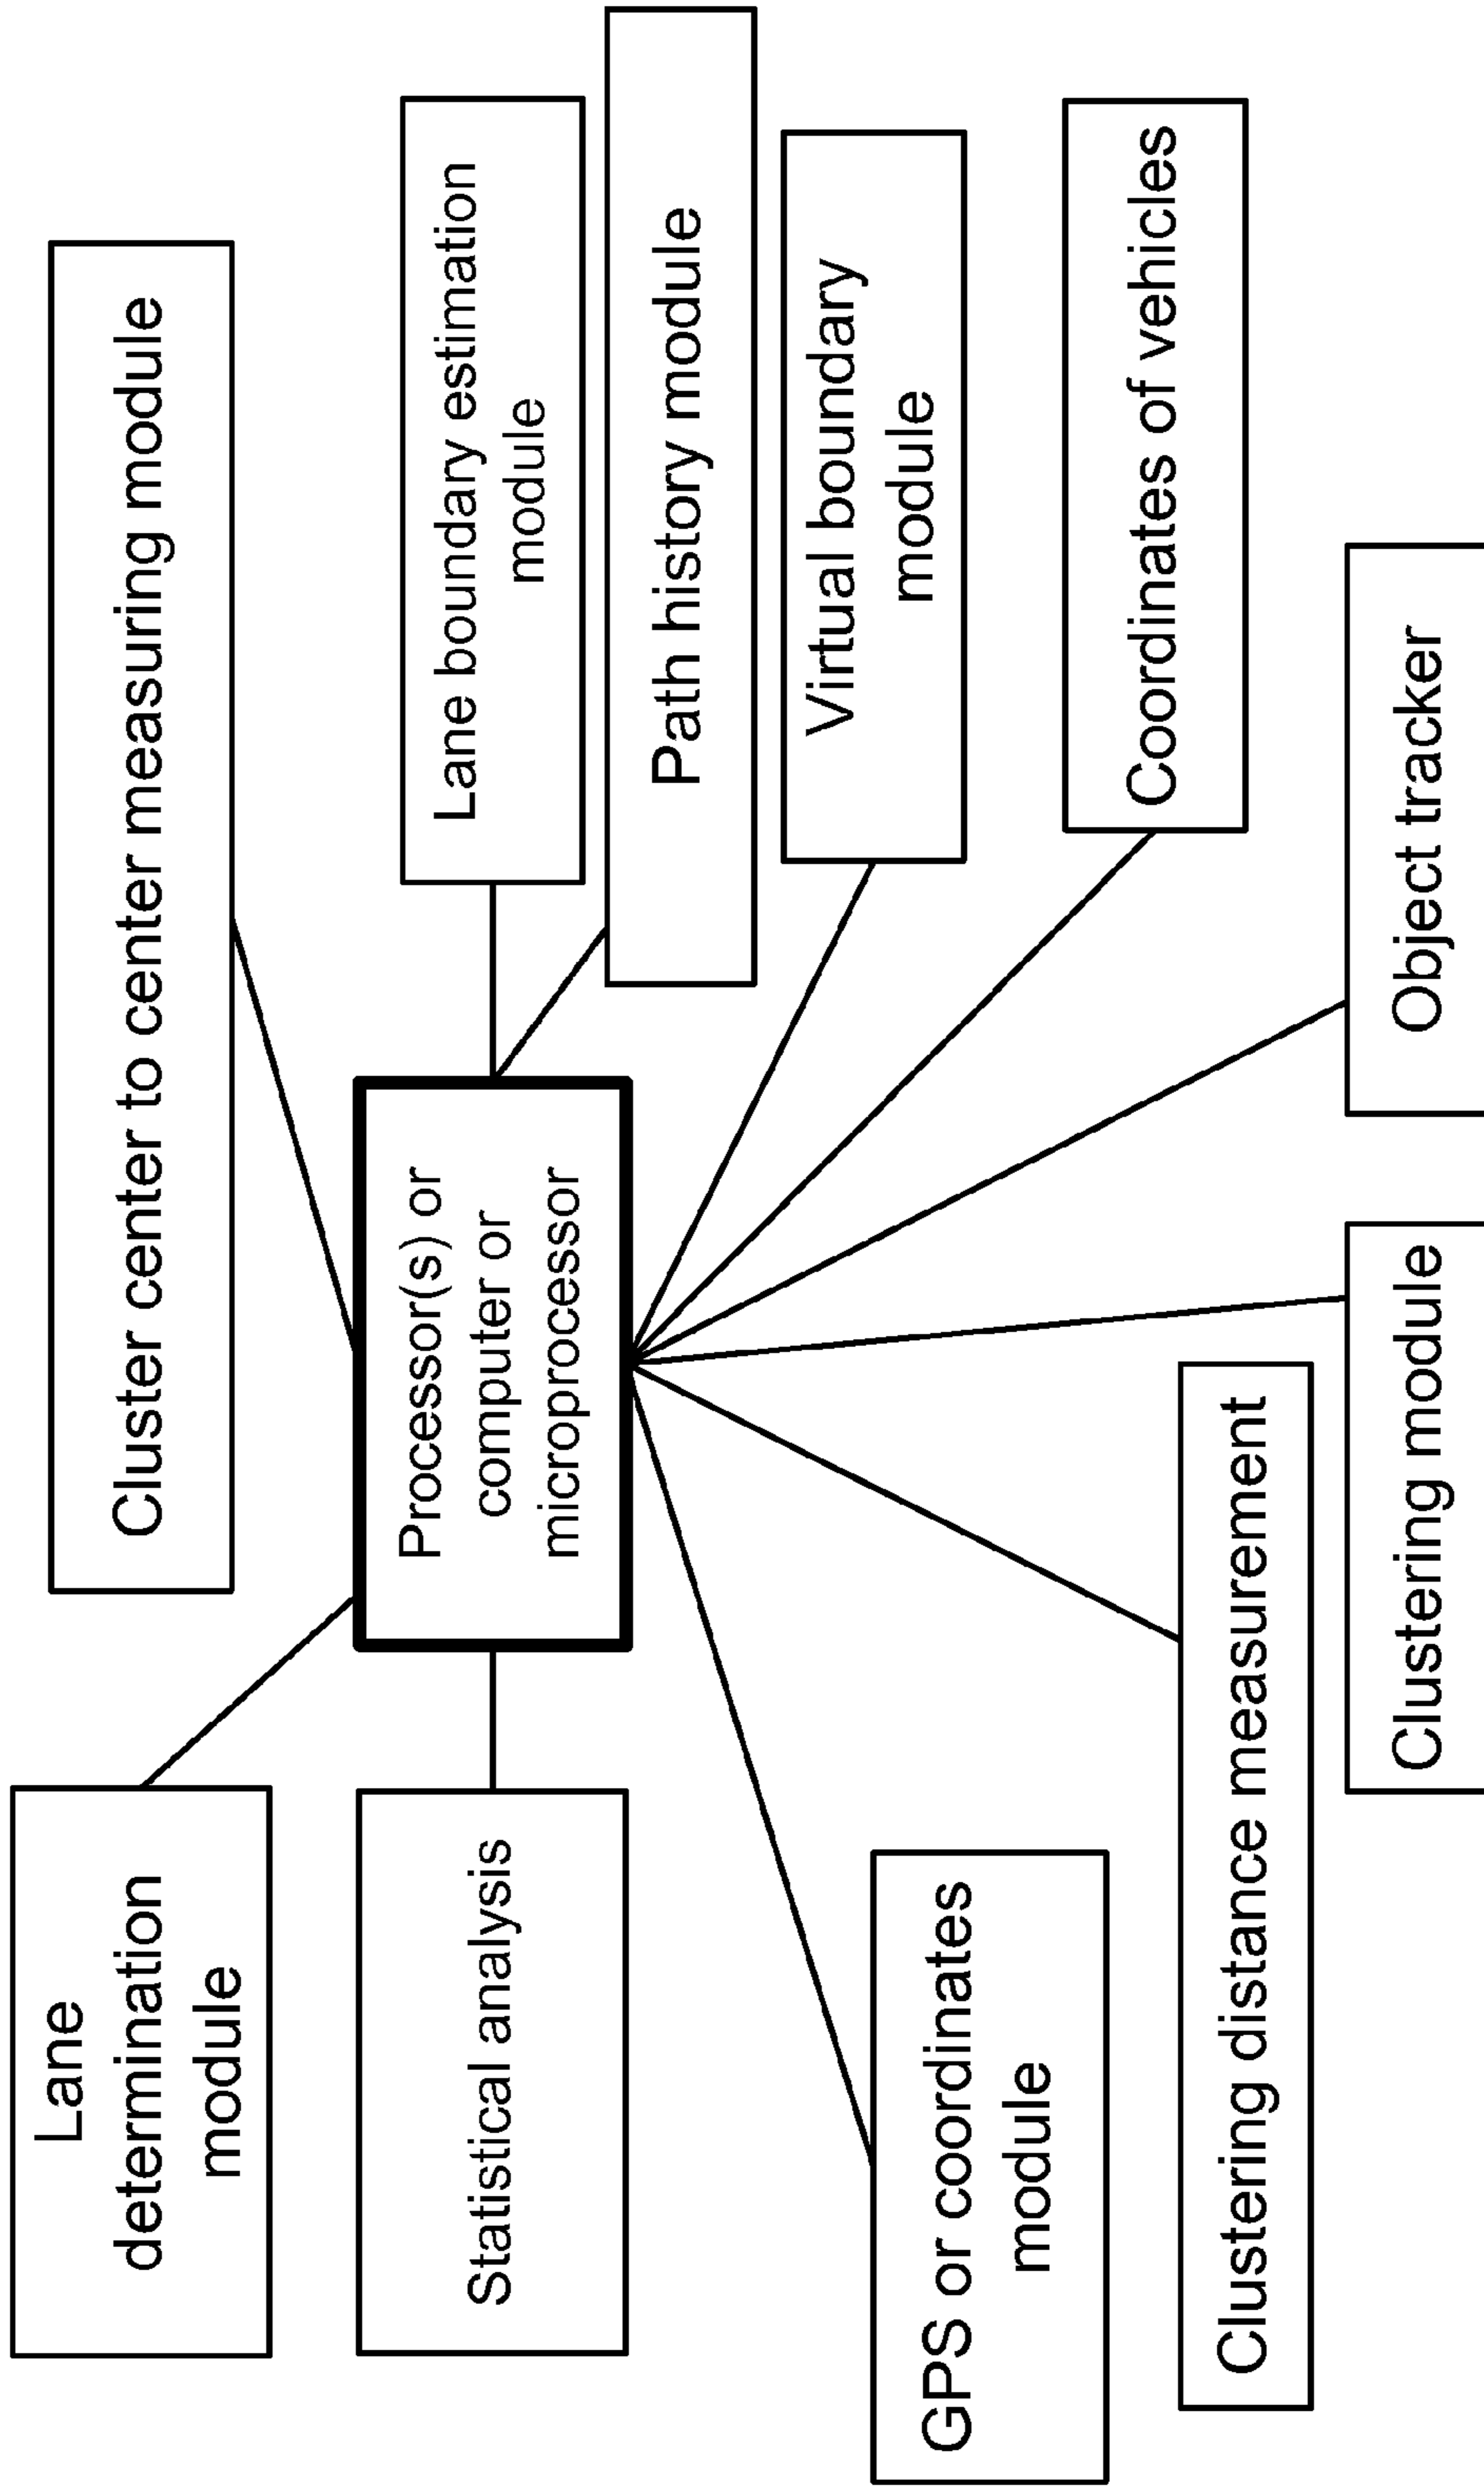 Lane
determination
module
Cluster center to center measuring module
Statistical analysis
Processor(s) or
computer or
microprocessor
Lane boundary estimation
module
Path history module
Virtual boundary
module
GPS or coordinates
module
Coordinates of vehicles
Clustering distance measurement
Clustering module
Object tracker